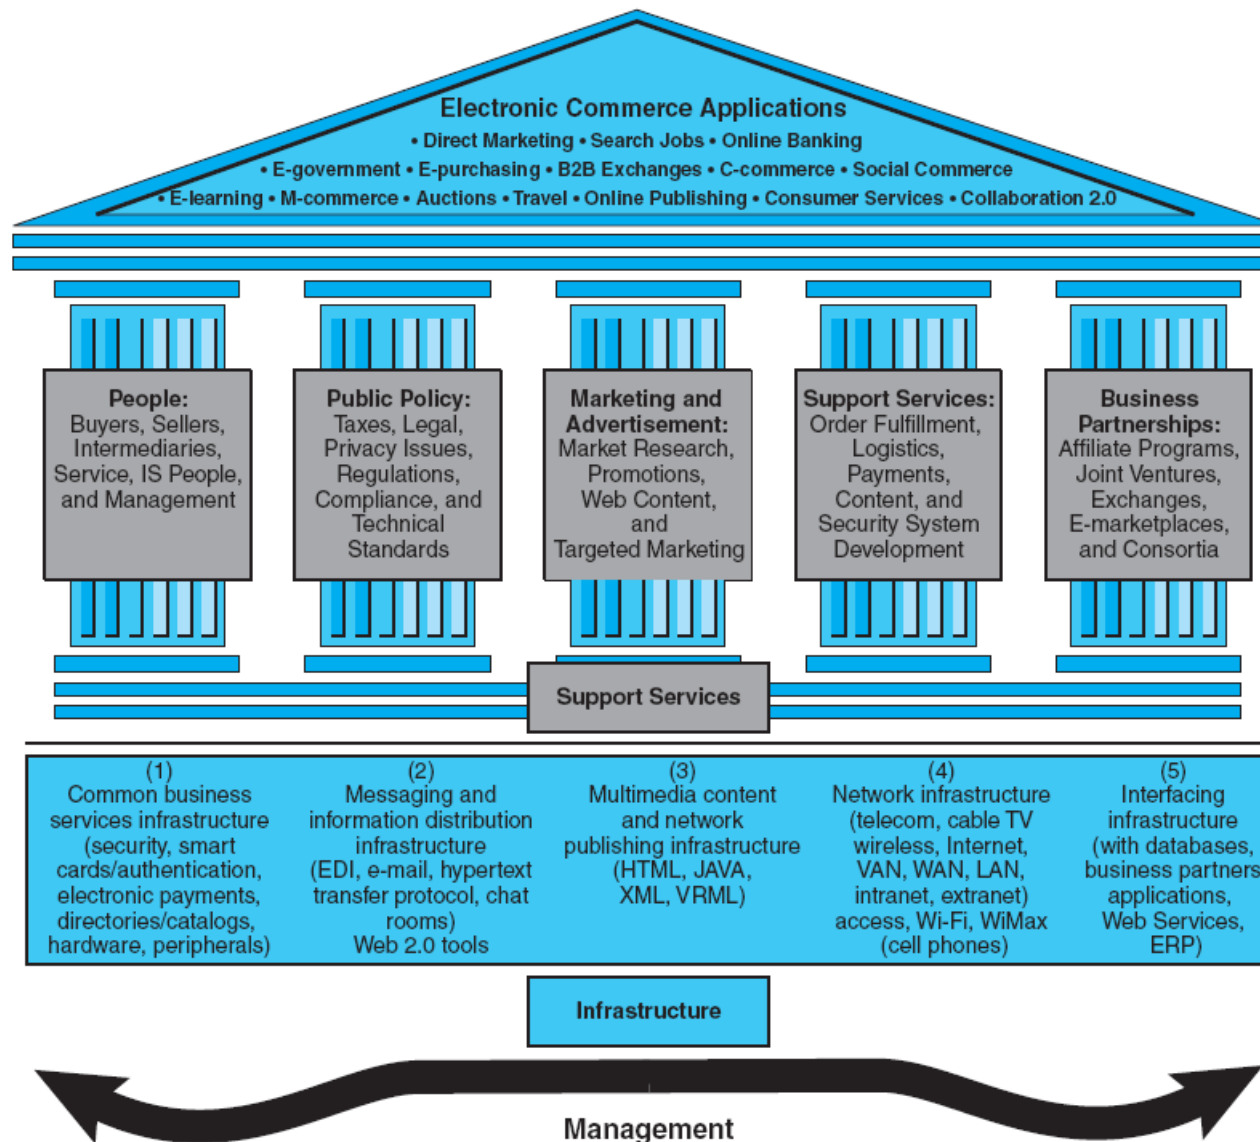 Electronic Commerce Applications
• Direct Marketing • Search Jobs • Online Banking
• E-government • E-purchasing • B2B Exchanges • C-commerce • Social Commerce
• E-learning • M-commerce • Auctions • Travel • Online Publishing • Consumer Services • Collaboration 2.0
People:
Buyers, Sellers,
Intermediaries,
Service, IS People,
and Management
Public Policy:
Taxes, Legal,
Privacy Issues,
Regulations,
Compliance, and
Technical
Standards
Marketing and
Advertisement:
Market Research,
Promotions,
Web Content,
and
Targeted Marketing
Support Services:
Order Fulfillment,
Logistics,
Payments,
Content, and
Security System
Development
Business
Partnerships:
Affiliate Programs,
Joint Ventures,
Exchanges,
E-marketplaces,
and Consortia
Support Services
(1)
Common business
services infrastructure
(security, smart
cards/authentication,
electronic payments,
directories/catalogs,
hardware, peripherals)
(2)
Messaging and
information distribution
infrastructure
(EDI, e-mail, hypertext
transfer protocol, chat
rooms)
Web 2.0 tools
(3)
Multimedia content
and network
publishing infrastructure
(HTML, JAVA,
XML, VRML)
(4)
Network infrastructure
(telecom, cable TV
wireless, Internet,
VAN, WAN, LAN,
intranet, extranet)
access, Wi-Fi, WiMax
(cell phones)
(5)
Interfacing
infrastructure
(with databases,
business partners
applications,
Web Services,
ERP)
Infrastructure
Management